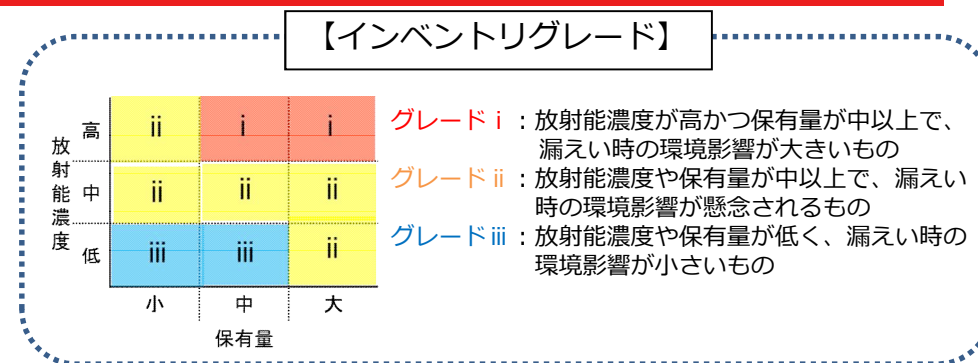 【インベントリグレード】
放射能濃度
高 ⅱ ⅰ ⅰ
中 ⅱ ⅱ ⅱ
低 ⅲ ⅲ ⅱ
小 中 大
保有量
グレードⅰ：放射能濃度が高かつ保有量が中以上で、
漏えい時の環境影響が大きいもの
グレードⅱ：放射能濃度や保有量が中以上で、漏えい
時の環境影響が懸念されるもの
グレードⅲ：放射能濃度や保有量が低く、漏えい時の
環境影響が小さいもの